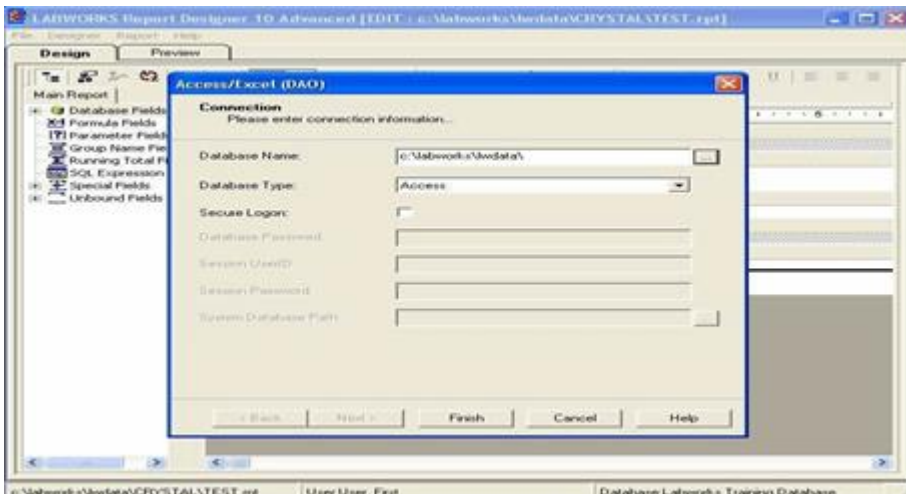 LABWORKS Report Designer 10 Advanced [EDIT : c:\labworks\lwdata\CRYSTAL\TEST.rpt]
File Designer Report Help
Design Preview
Main Report
Database Fields
Formula Fields
Parameter Fields
Group Name Fie
Running Total Fi
SQL Expression
Special Fields
Unbound Fields
Access/Excel (DAO)
Connection
Please enter connection information...
Database Name: c:\labworks\lwdata\ ...
Database Type: Access
Secure Logon:
Database Password:
Session UserID:
Session Password:
System Database Path: ...
< Back Next > Finish Cancel Help
c:\labworks\lwdata\CRYSTAL\TEST.rpt User:User, First Database:Labworks Training Database